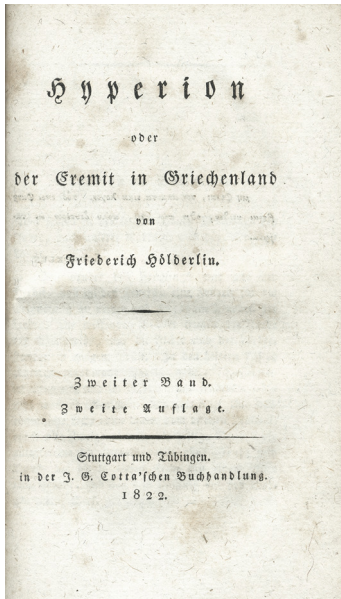 Hyperion
oder
der Eremit in Griechenland
von
Friederich Hölderlin.
Zweiter Band.
Zweite Auflage.
Stuttgart und Tübingen.
in der J. G. Cotta'schen Buchhandlung.
1822.